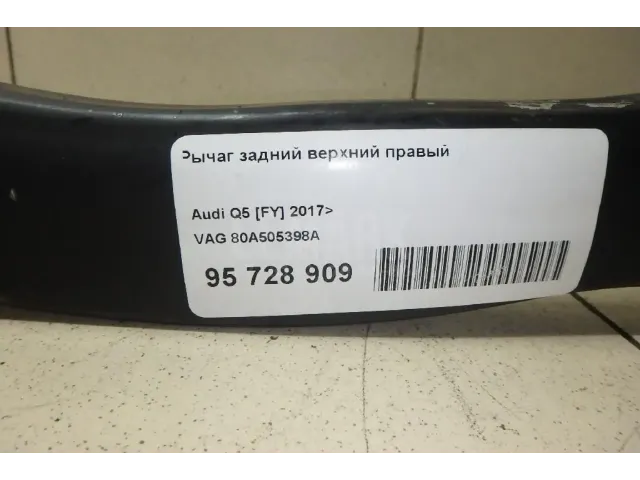 Рычаг задний верхний правый
Audi Q5 [FY] 2017>
VAG 80A505398A
95 728 909